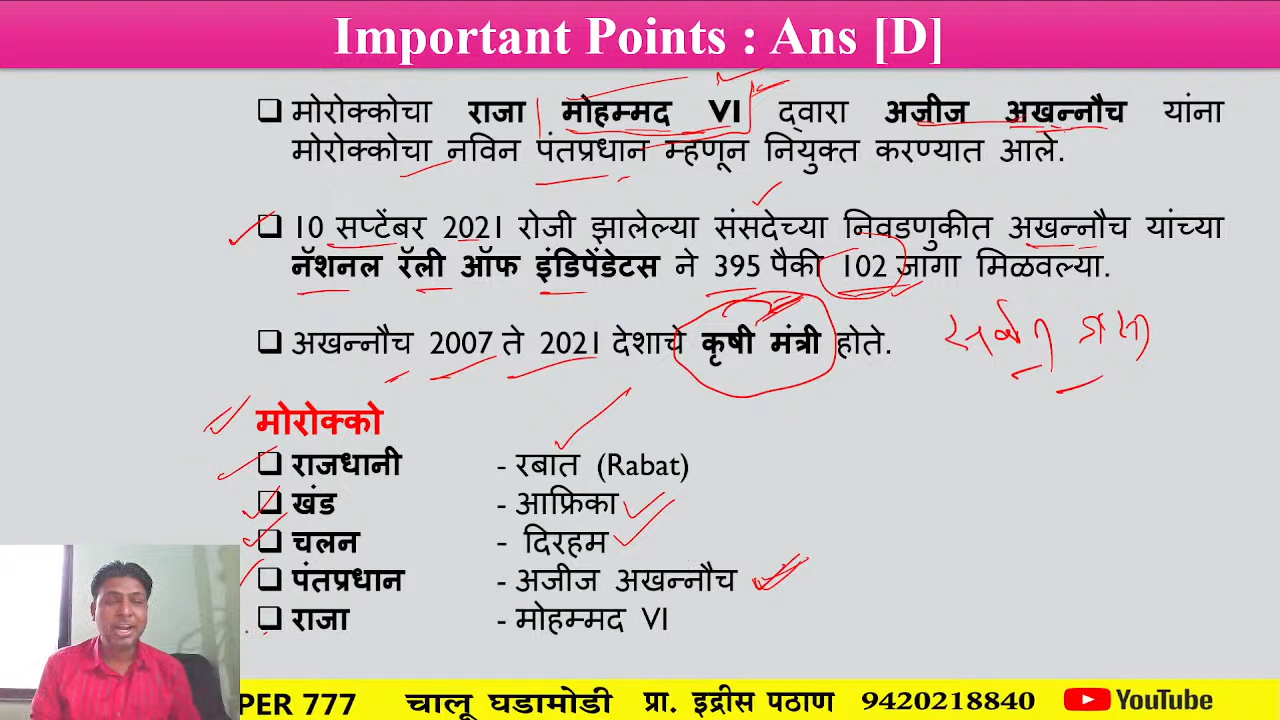 Important Points : Ans [D]
❑ मोरोक्कोचा राजा मोहम्मद VI द्वारा अजीज अखन्नौच यांना
मोरोक्कोचा नविन पंतप्रधान म्हणून नियुक्त करण्यात आले.
❑ 10 सप्टेंबर 2021 रोजी झालेल्या संसदेच्या निवडणुकीत अखन्नौच यांच्या
नॅशनल रॅली ऑफ इंडिपेंडेटस ने 395 पैकी 102 जागा मिळवल्या.
❑ अखन्नौच 2007 ते 2021 देशाचे कृषी मंत्री होते.
मोरोक्को
❑ राजधानी - रबात (Rabat)
❑ खंड - आफ्रिका
❑ चलन - दिरहम
❑ पंतप्रधान - अजीज अखन्नौच
❑ राजा - मोहम्मद VI
PER 777 चालू घडामोडी प्रा. इद्रीस पठाण 9420218840 YouTube